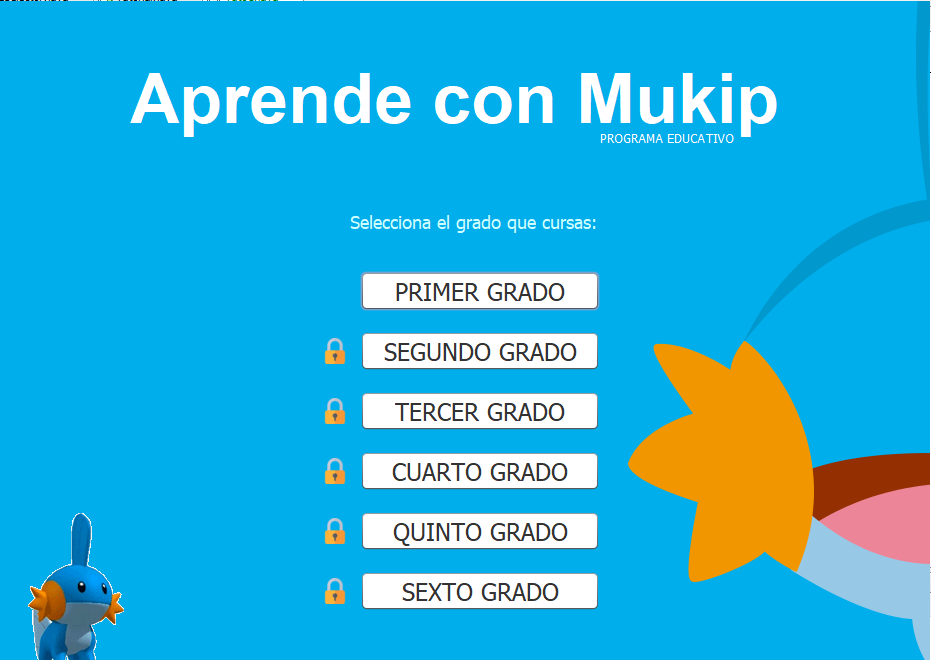 Aprende con Mukip
PROGRAMA EDUCATIVO
Selecciona el grado que cursas:
PRIMER GRADO
SEGUNDO GRADO
TERCER GRADO
CUARTO GRADO
QUINTO GRADO
SEXTO GRADO